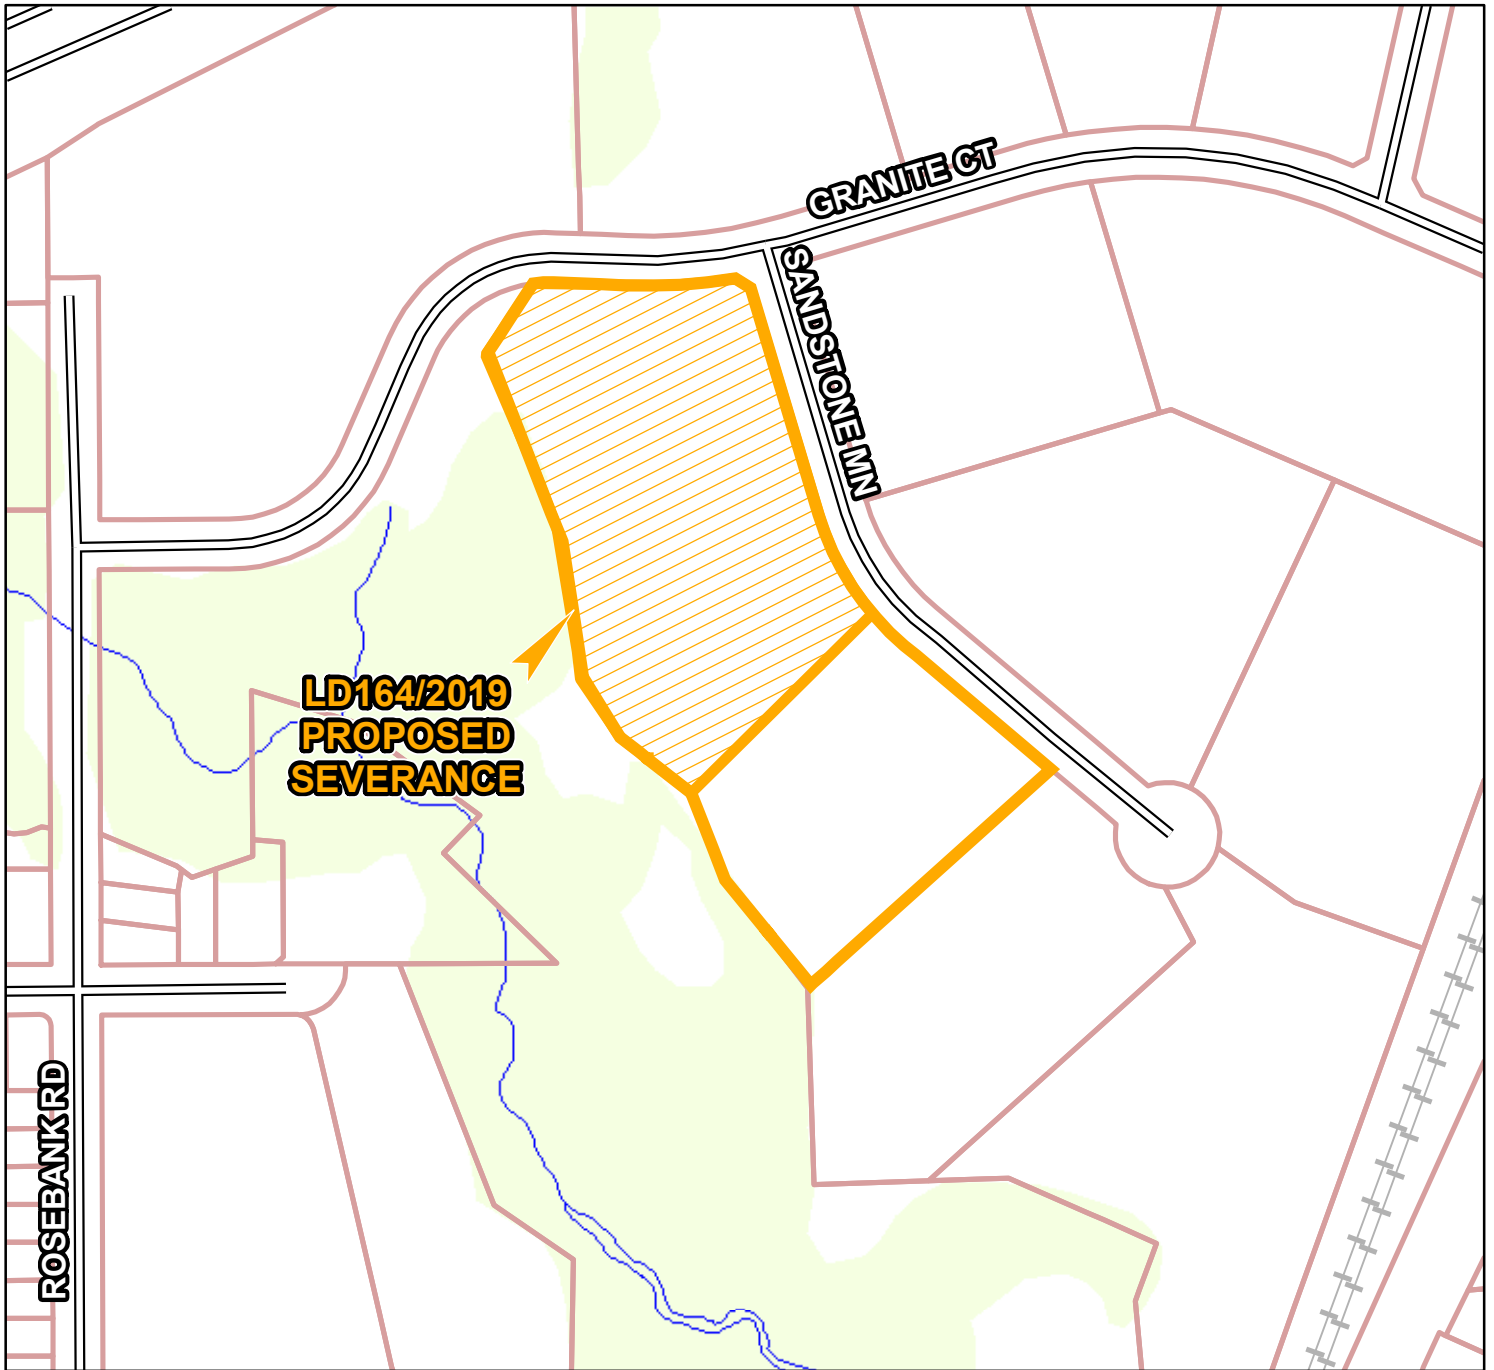 GRANITE CT
SANDSTONE MN
LD164/2019
PROPOSED
SEVERANCE
ROSEBANK RD